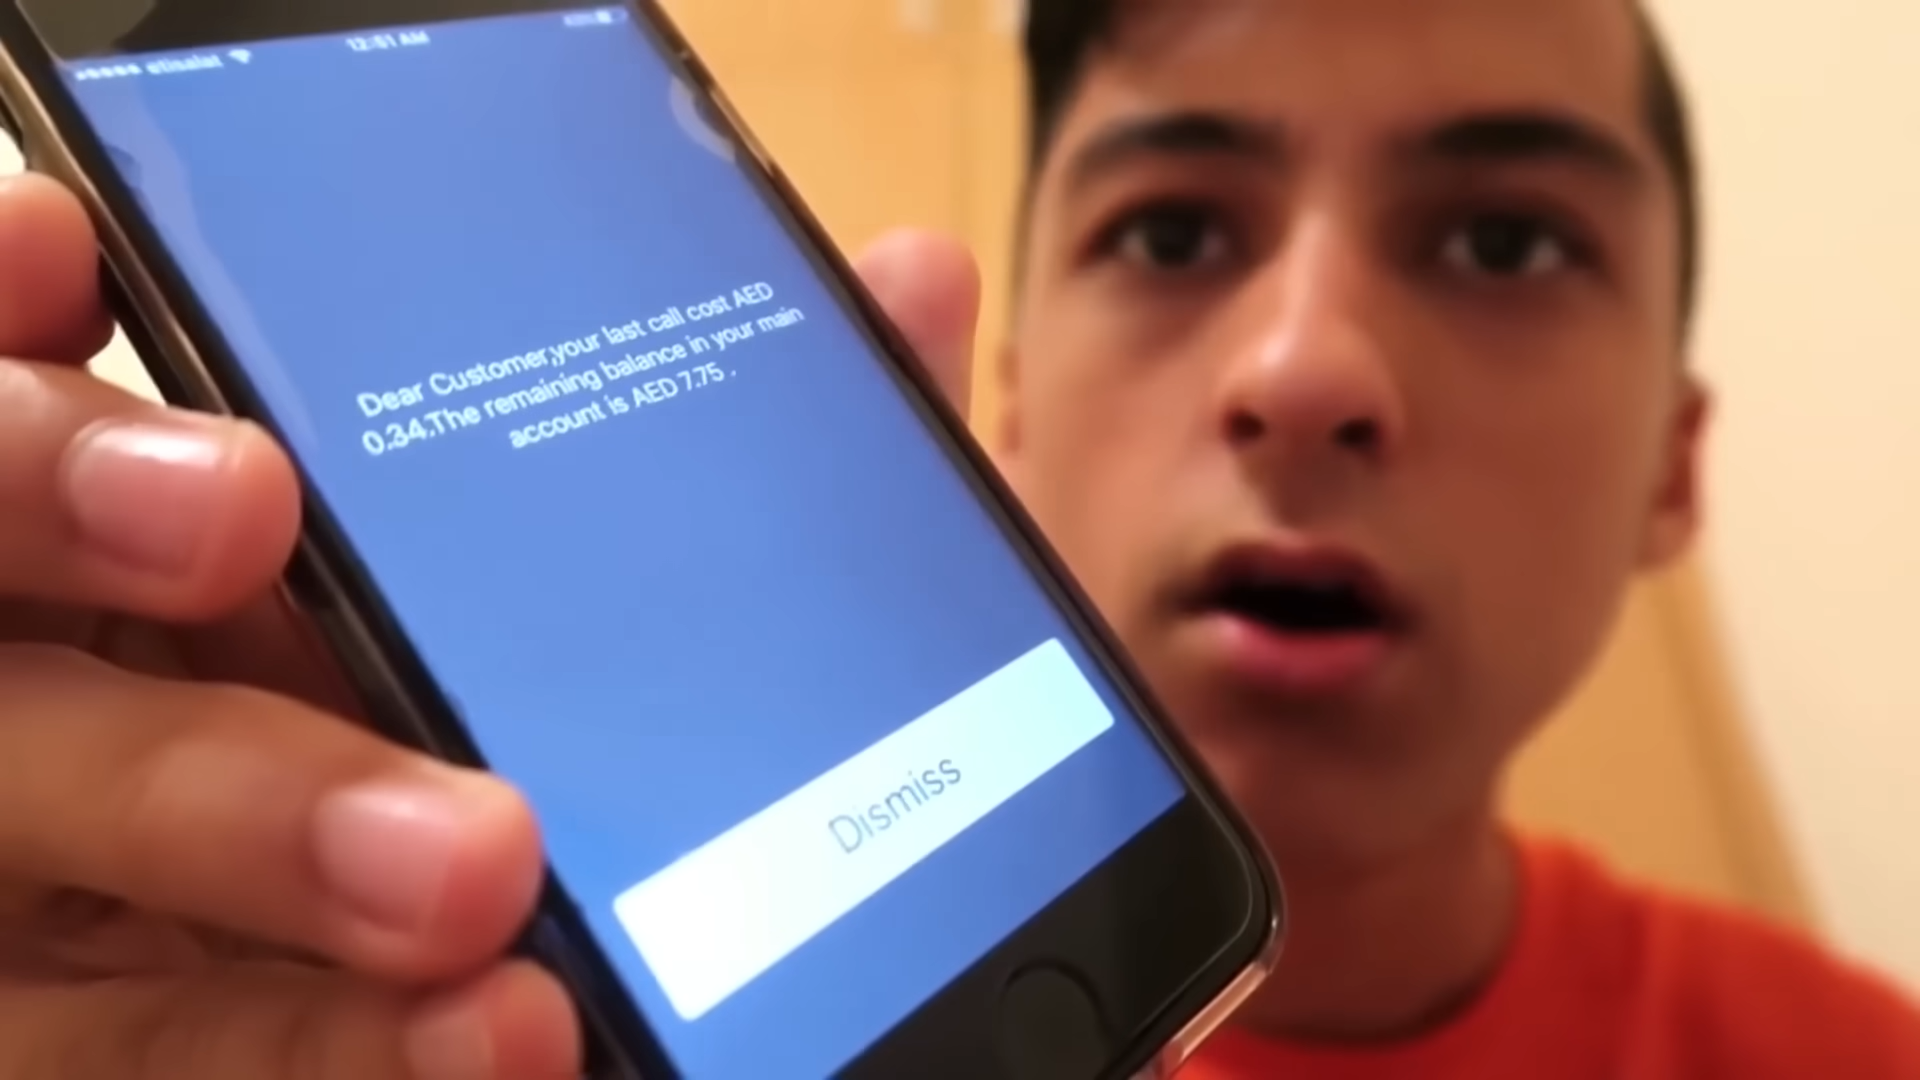 etisalat 12:51 AM
Dear Customer,your last call cost AED
0.34.The remaining balance in your main
account is AED 7.75 .
Dismiss